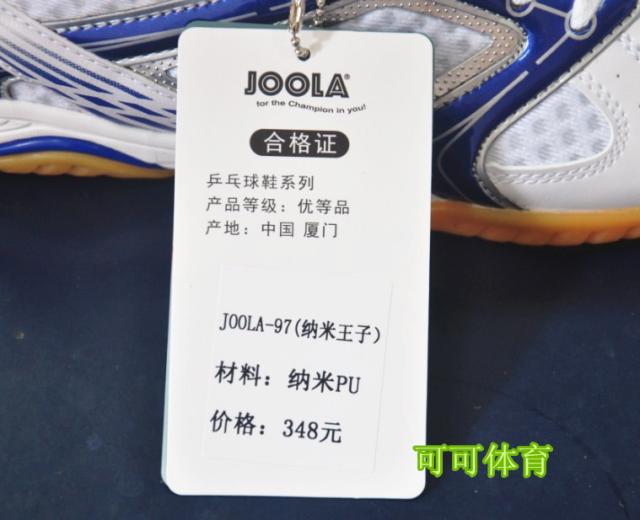 JOOLA®
for the Champion in you!
合格证
乒乓球鞋系列
产品等级：优等品
产地：中国 厦门
JOOLA-97(纳米王子)
材料：纳米PU
价格：348元
可可体育